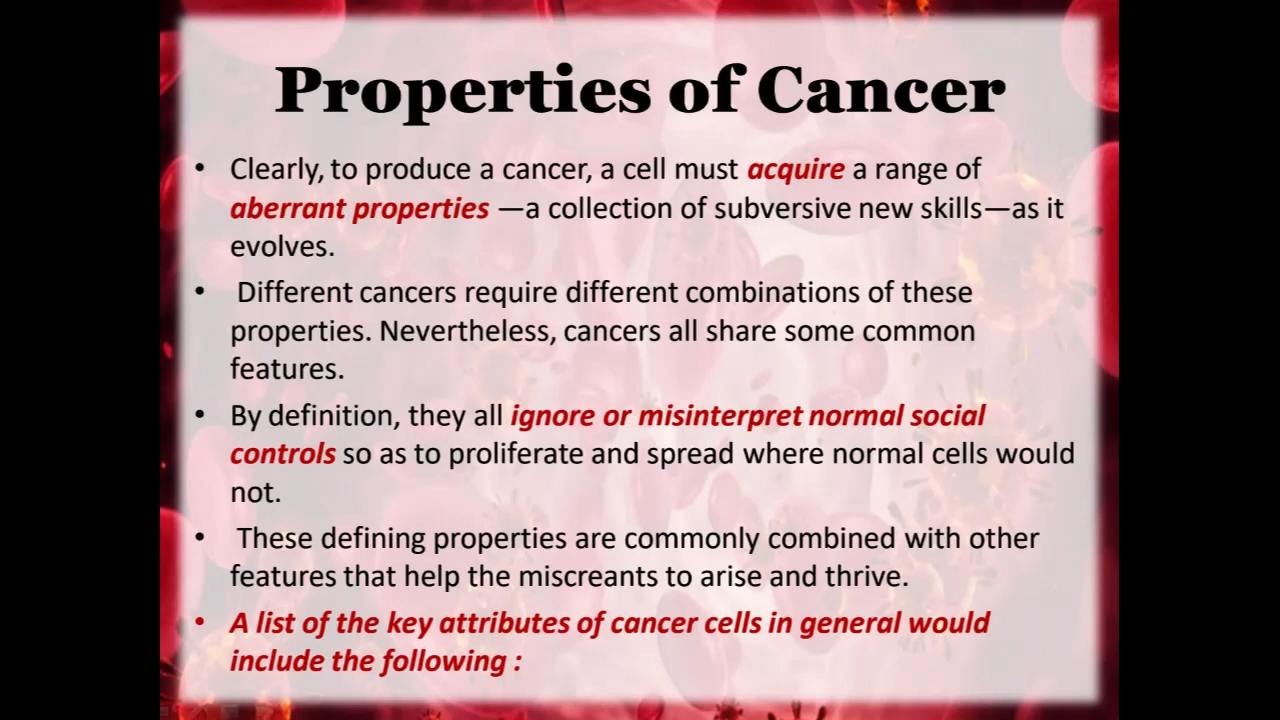 Properties of Cancer
• Clearly, to produce a cancer, a cell must acquire a range of
aberrant properties —a collection of subversive new skills—as it
evolves.
• Different cancers require different combinations of these
properties. Nevertheless, cancers all share some common
features.
• By definition, they all ignore or misinterpret normal social
controls so as to proliferate and spread where normal cells would
not.
• These defining properties are commonly combined with other
features that help the miscreants to arise and thrive.
• A list of the key attributes of cancer cells in general would
include the following :